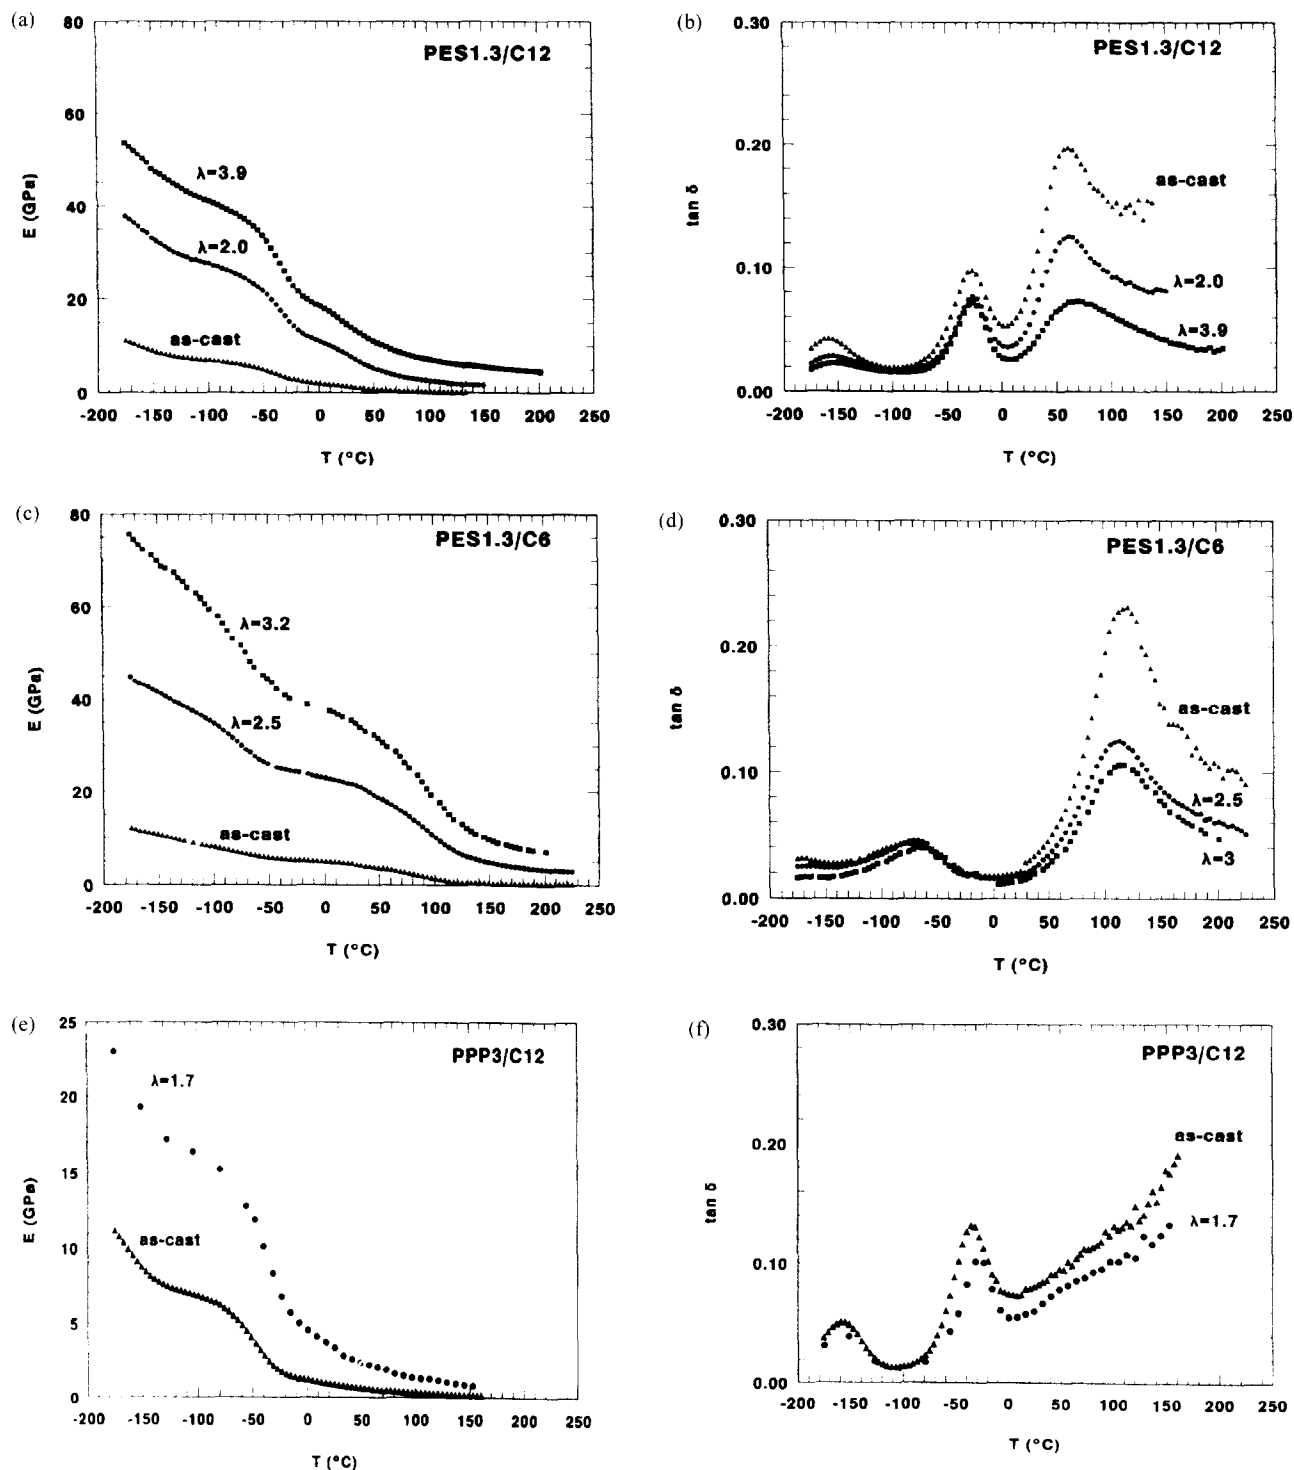 (a)
80
60
40
20
0
E (GPa)
PES1.3/C12
λ=3.9
λ=2.0
as-cast
-200 -150 -100 -50 0 50 100 150 200 250
T (°C)
(b)
0.30
0.20
0.10
0.00
tan δ
PES1.3/C12
as-cast
λ=2.0
λ=3.9
-200 -150 -100 -50 0 50 100 150 200 250
T (°C)
(c)
80
60
40
20
0
E (GPa)
PES1.3/C6
λ=3.2
λ=2.5
as-cast
-200 -150 -100 -50 0 50 100 150 200 250
T (°C)
(d)
0.30
0.20
0.10
0.00
tan δ
PES1.3/C6
as-cast
λ=2.5
λ=3
-200 -150 -100 -50 0 50 100 150 200 250
T (°C)
(e)
25
20
15
10
5
0
E (GPa)
PPP3/C12
λ=1.7
as-cast
-200 -150 -100 -50 0 50 100 150 200 250
T (°C)
(f)
0.30
0.20
0.10
0.00
tan δ
PPP3/C12
as-cast
λ=1.7
-200 -150 -100 -50 0 50 100 150 200 250
T (°C)